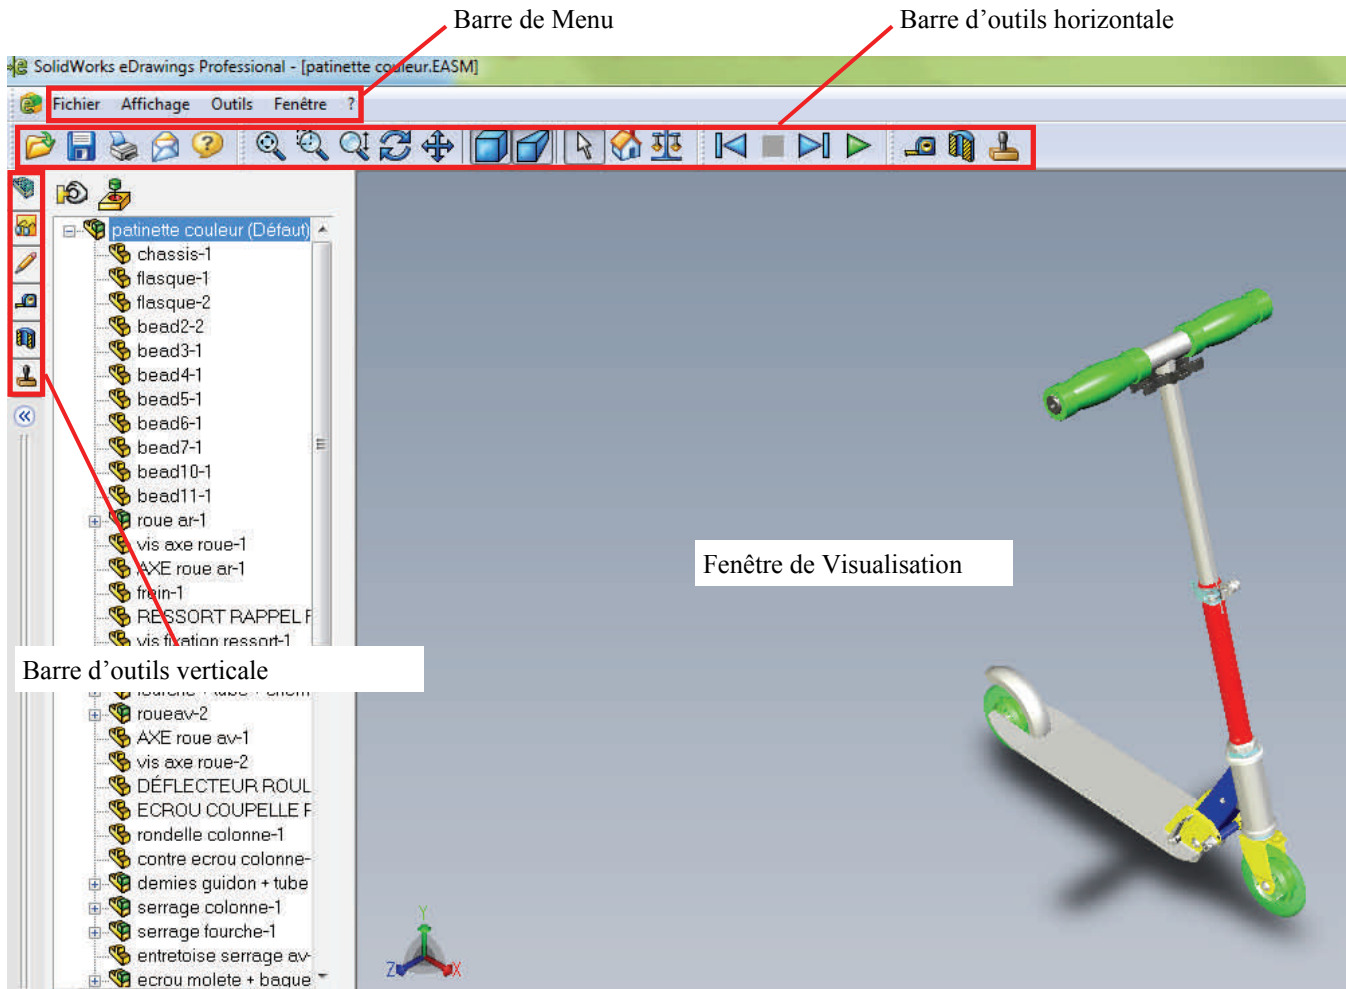 Barre de Menu
Barre d’outils horizontale
SolidWorks eDrawings Professional - [patinette couleur.EASM]
Fichier Affichage Outils Fenêtre ?
patinette couleur (Défaut)
chassis-1
flasque-1
flasque-2
bead2-2
bead3-1
bead4-1
bead5-1
bead6-1
bead7-1
bead10-1
bead11-1
roue ar-1
vis axe roue-1
AXE roue ar-1
frein-1
RESSORT RAPPEL F
vis fixation ressort-1
Fenêtre de Visualisation
Barre d’outils verticale
fourche + tube + chem
roueav-2
AXE roue av-1
vis axe roue-2
DÉFLECTEUR ROUL
ECROU COUPELLE F
rondelle colonne-1
contre ecrou colonne-
demies guidon + tube
serrage colonne-1
serrage fourche-1
entretoise serrage av-
ecrou molete + bague
Y
Z
X